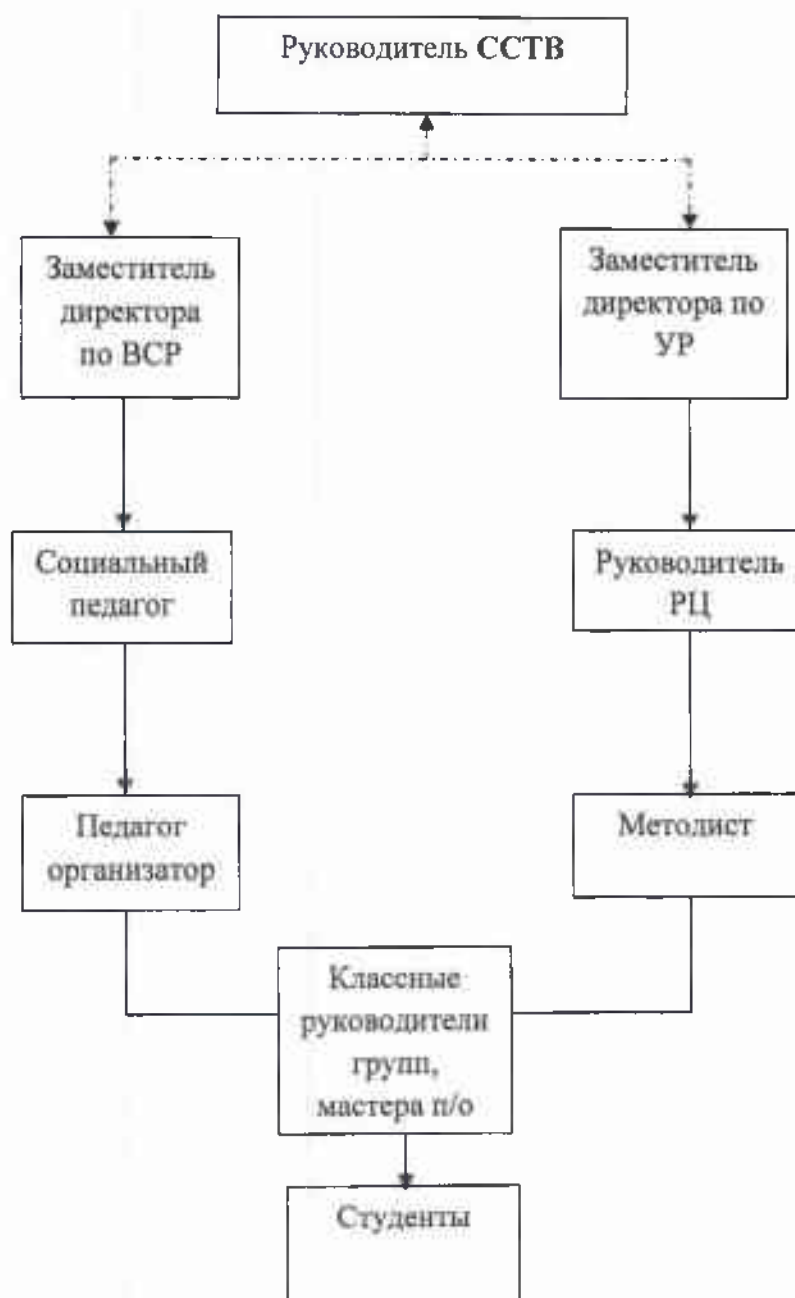 Руководитель ССТВ
Заместитель
директора
по ВСР
Заместитель
директора по
УР
Социальный
педагог
Руководитель
РЦ
Педагог
организатор
Методист
Классные
руководители
групп,
мастера п/о
Студенты